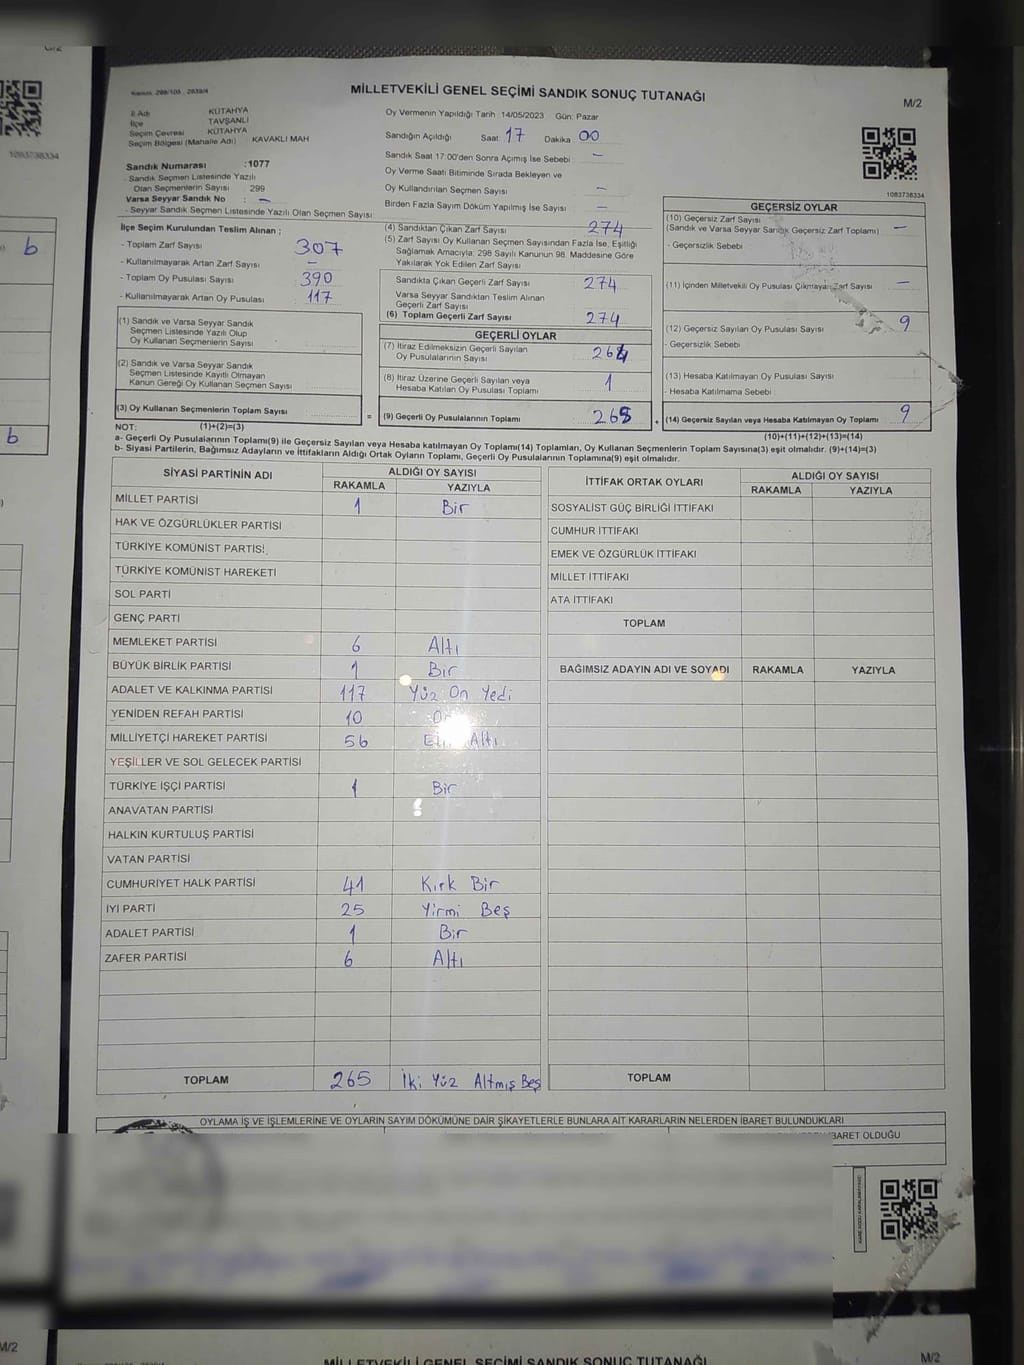 MİLLETVEKİLİ GENEL SEÇİMİ SANDIK SONUÇ TUTANAĞI
M/2
İl Adı KÜTAHYA
İlçe TAVŞANLI
Seçim Çevresi KÜTAHYA
Seçim Bölgesi (Mahalle Adı) KAVAKLI MAH
Sandık Numarası :1077
- Sandık Seçmen Listesinde Yazılı
Olan Seçmenlerin Sayısı 299
Varsa Seyyar Sandık No : –
- Seyyar Sandık Seçmen Listesinde Yazılı Olan Seçmen Sayısı
Oy Vermenin Yapıldığı Tarih :14/05/2023 Gün: Pazar
Sandığın Açıldığı Saat: 17 Dakika 00
Sandık Saat 17:00'den Sonra Açımış İse Sebebi : –
Oy Verme Saati Bitiminde Sırada Bekleyen ve
Oy Kullandırılan Seçmen Sayısı –
Birden Fazla Sayım Döküm Yapılmış İse Sayısı –
1083738334
1083738334
İlçe Seçim Kurulundan Teslim Alınan ;
- Toplam Zarf Sayısı 307
- Kullanılmayarak Artan Zarf Sayısı –
- Toplam Oy Pusulası Sayısı 390
- Kullanılmayarak Artan Oy Pusulası 117
(1) Sandık ve Varsa Seyyar Sandık
Seçmen Listesinde Yazılı Olup
Oy Kullanan Seçmenlerin Sayısı
(2) Sandık ve Varsa Seyyar Sandık
Seçmen Listesinde Kayıtlı Olmayan
Kanun Gereği Oy Kullanan Seçmen Sayısı
(3) Oy Kullanan Seçmenlerin Toplam Sayısı
(1)+(2)=(3)
(4) Sandıktan Çıkan Zarf Sayısı 274
(5) Zarf Sayısı Oy Kullanan Seçmen Sayısından Fazla İse, Eşitliği
Sağlamak Amacıyla; 298 Sayılı Kanunun 98. Maddesine Göre
Yakılarak Yok Edilen Zarf Sayısı
Sandıkta Çıkan Geçerli Zarf Sayısı 274
Varsa Seyyar Sandıktan Teslim Alınan
Geçerli Zarf Sayısı
(6) Toplam Geçerli Zarf Sayısı 274
GEÇERLİ OYLAR
(7) İtiraz Edilmeksizin Geçerli Sayılan
Oy Pusulalarının Sayısı 264
(8) İtiraz Üzerine Geçerli Sayılan veya
Hesaba Katılan Oy Pusulası Toplamı 1
= (9) Geçerli Oy Pusulalarının Toplamı 265
GEÇERSİZ OYLAR
(10) Geçersiz Zarf Sayısı
(Sandık ve Varsa Seyyar Sandık Geçersiz Zarf Toplamı) –
- Geçersizlik Sebebi
(11) İçinden Milletvekili Oy Pusulası Çıkmayan Zarf Sayısı –
(12) Geçersiz Sayılan Oy Pusulası Sayısı 9
- Geçersizlik Sebebi
(13) Hesaba Katılmayan Oy Pusulası Sayısı
- Hesaba Katılmama Sebebi
(14) Geçersiz Sayılan veya Hesaba Katılmayan Oy Toplamı 9
(10)+(11)+(12)+(13)=(14)
NOT:
a- Geçerli Oy Pusulalarının Toplamı(9) ile Geçersiz Sayılan veya Hesaba katılmayan Oy Toplamı(14) Toplamları, Oy Kullanan Seçmenlerin Toplam Sayısına(3) eşit olmalıdır. (9)+(14)=(3)
b- Siyasi Partilerin, Bağımsız Adayların ve İttifakların Aldığı Ortak Oyların Toplamı, Geçerli Oy Pusulalarının Toplamına(9) eşit olmalıdır.
SİYASİ PARTİNİN ADI ALDIĞI OY SAYISI
RAKAMLA YAZIYLA
MİLLET PARTİSİ 1 Bir
HAK VE ÖZGÜRLÜKLER PARTİSİ
TÜRKİYE KOMÜNİST PARTİSİ
TÜRKİYE KOMÜNİST HAREKETİ
SOL PARTİ
GENÇ PARTİ
MEMLEKET PARTİSİ 6 Altı
BÜYÜK BİRLİK PARTİSİ 1 Bir
ADALET VE KALKINMA PARTİSİ 117 Yüz On Yedi
YENİDEN REFAH PARTİSİ 10
MİLLİYETÇİ HAREKET PARTİSİ 56 Altı
YEŞİLLER VE SOL GELECEK PARTİSİ
TÜRKİYE İŞÇİ PARTİSİ 1 Bir
ANAVATAN PARTİSİ
HALKIN KURTULUŞ PARTİSİ
VATAN PARTİSİ
CUMHURİYET HALK PARTİSİ 41 Kırk Bir
İYİ PARTİ 25 Yirmi Beş
ADALET PARTİSİ 1 Bir
ZAFER PARTİSİ 6 Altı
TOPLAM 265 İki Yüz Altmış Beş
İTTİFAK ORTAK OYLARI ALDIĞI OY SAYISI
RAKAMLA YAZIYLA
SOSYALİST GÜÇ BİRLİĞİ İTTİFAKI
CUMHUR İTTİFAKI
EMEK VE ÖZGÜRLÜK İTTİFAKI
MİLLET İTTİFAKI
ATA İTTİFAKI
TOPLAM
BAĞIMSIZ ADAYIN ADI VE SOYADI RAKAMLA YAZIYLA
TOPLAM
OYLAMA İŞ VE İŞLEMLERİNE VE OYLARIN SAYIM DÖKÜMÜNE DAİR ŞİKAYETLERLE BUNLARA AİT KARARLARIN NELERDEN İBARET BULUNDUKLARI
İBARET OLDUĞU
b
b
M/2
MİLLETVEKİLİ GENEL SEÇİMİ SANDIK SONUÇ TUTANAĞI
M/2